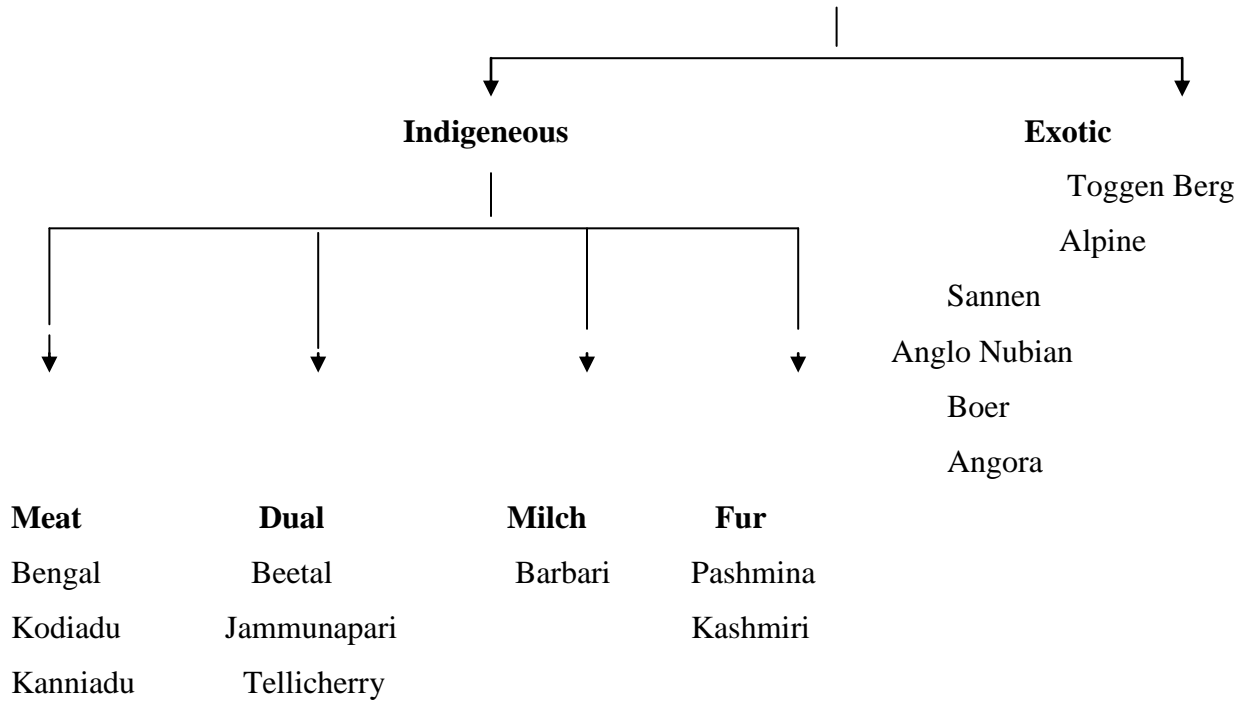 Indigeneous Exotic
Toggen Berg
Alpine
Sannen
Anglo Nubian
Boer
Angora
Meat Dual Milch Fur
Bengal Beetal Barbari Pashmina
Kodiadu Jammunapari Kashmiri
Kanniadu Tellicherry